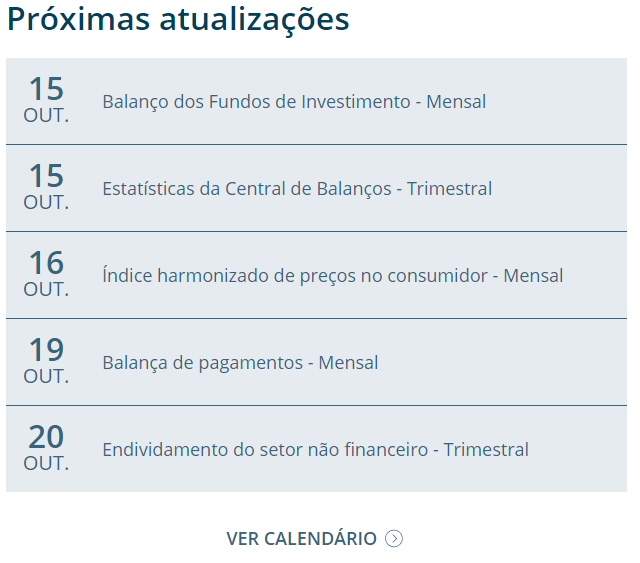 Próximas atualizações
15
OUT.
Balanço dos Fundos de Investimento - Mensal
15
OUT.
Estatísticas da Central de Balanços - Trimestral
16
OUT.
Índice harmonizado de preços no consumidor - Mensal
19
OUT.
Balança de pagamentos - Mensal
20
OUT.
Endividamento do setor não financeiro - Trimestral
VER CALENDÁRIO